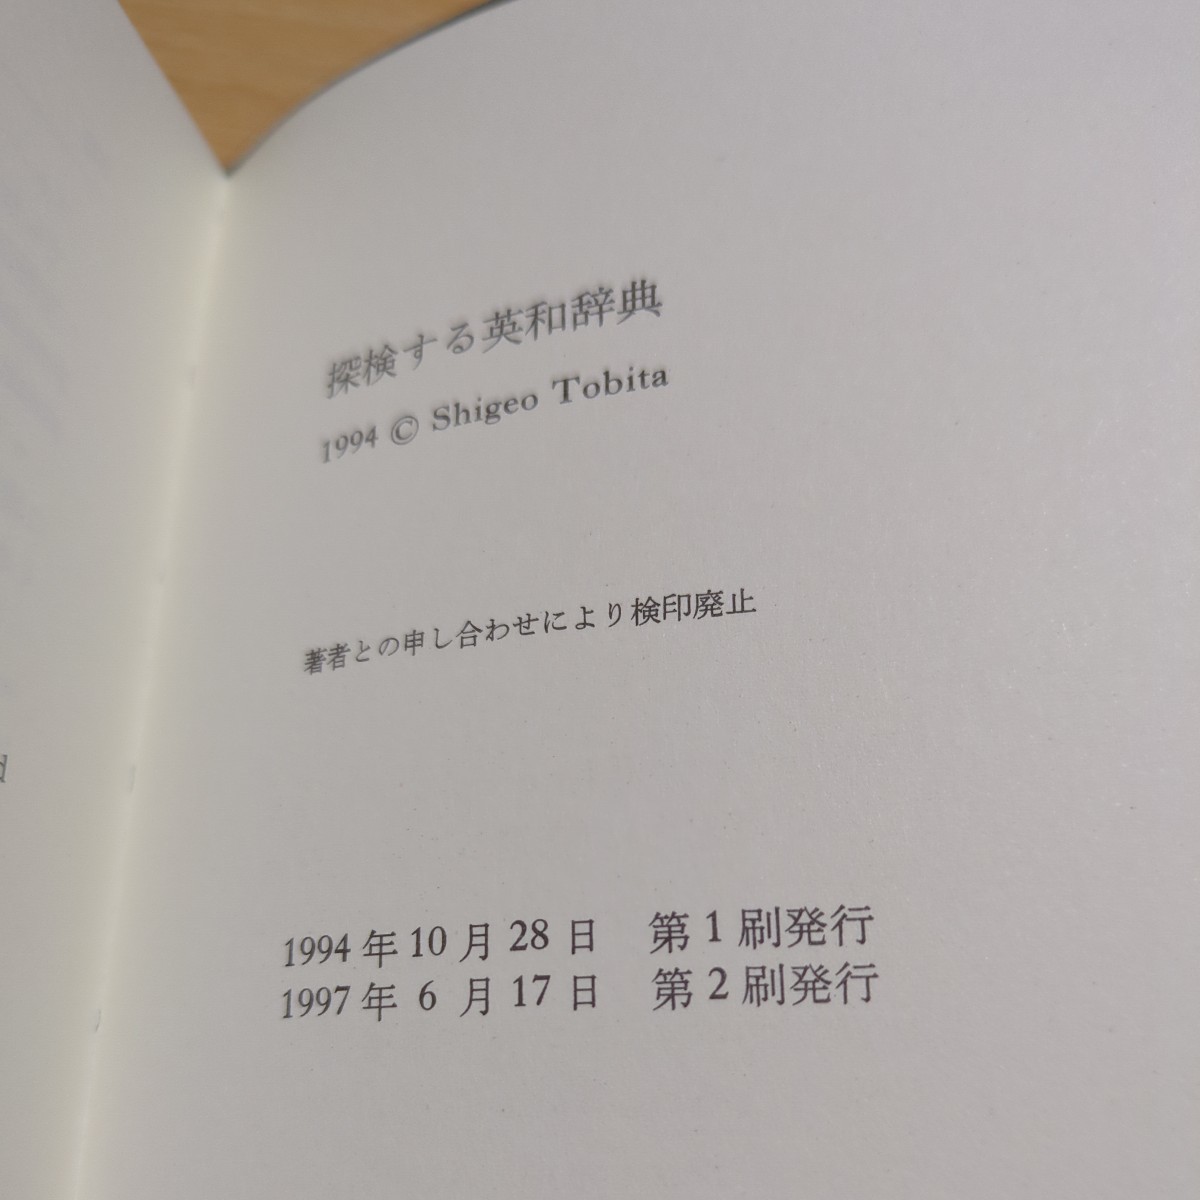 探検する英和辞典
1994 © Shigeo Tobita
著者との申し合わせにより検印廃止
1994年10月28日　第1刷発行
1997年 6 月17日　第2刷発行